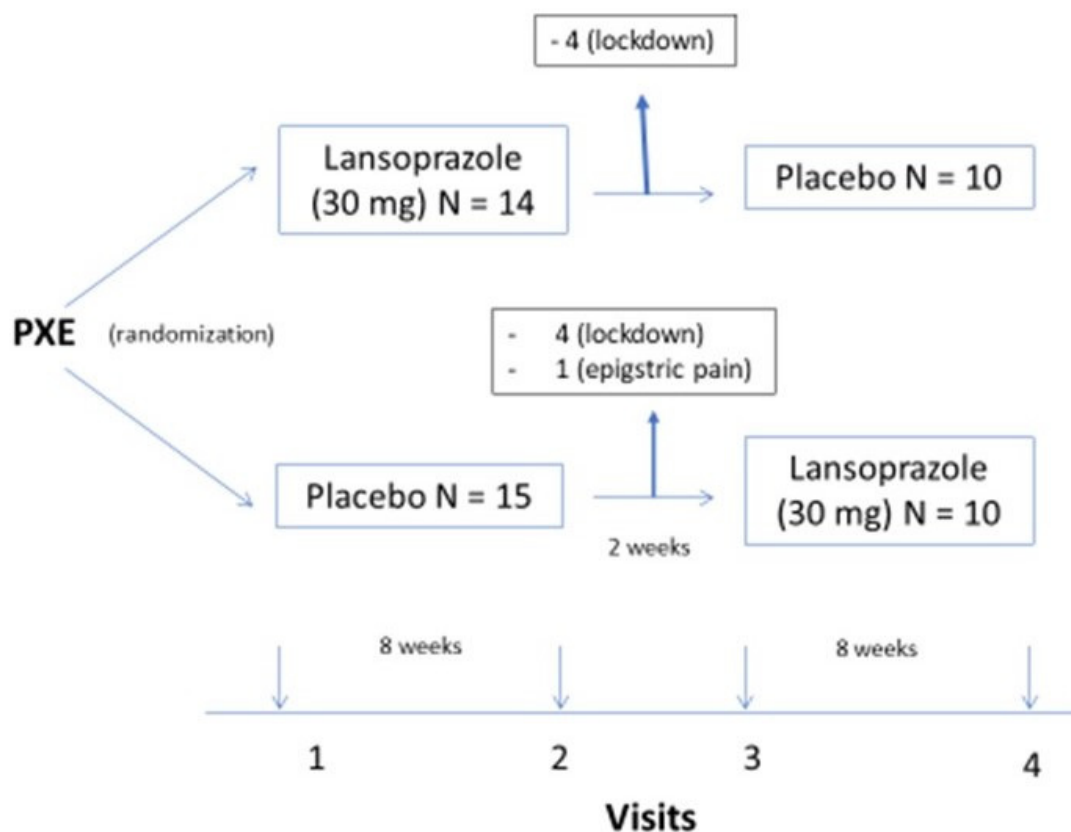 - 4 (lockdown)
Lansoprazole
(30 mg) N = 14
Placebo N = 10
PXE (randomization)
- 4 (lockdown)
- 1 (epigstric pain)
Placebo N = 15
Lansoprazole
(30 mg) N = 10
2 weeks
8 weeks
8 weeks
1 2 3 4
Visits